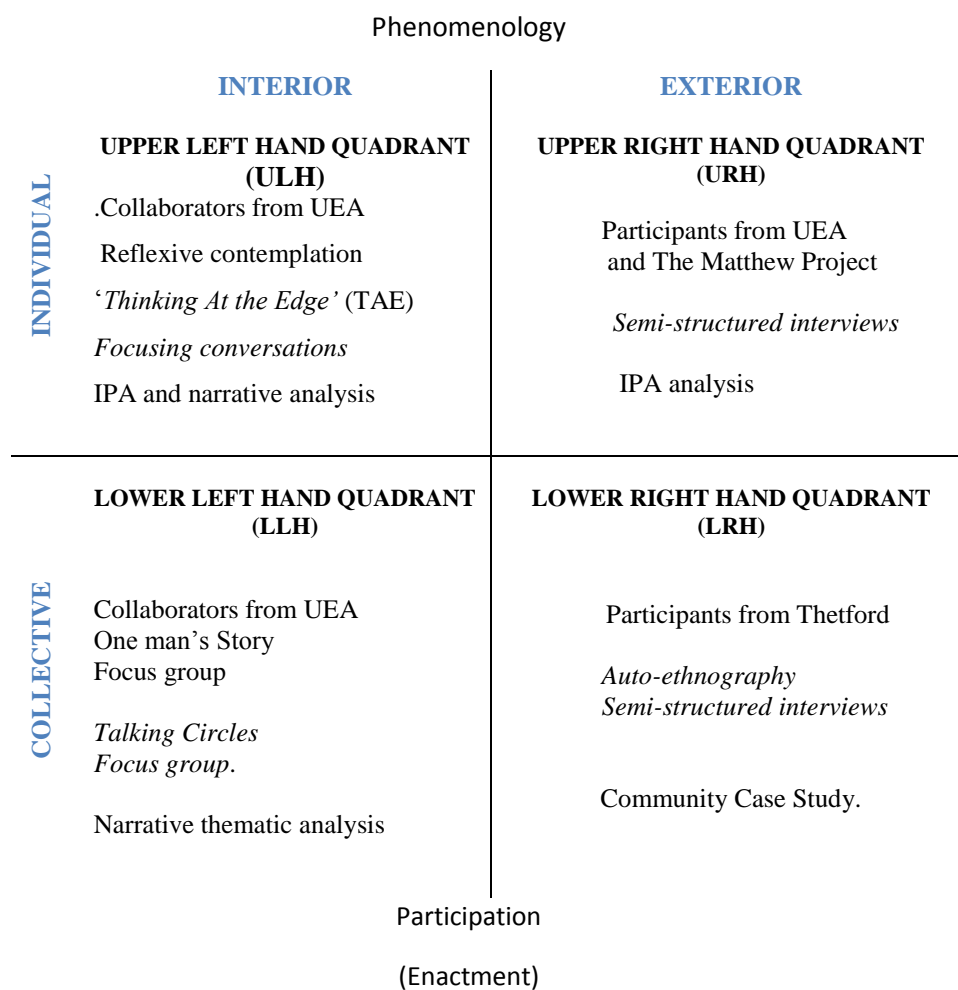 Phenomenology
INTERIOR
EXTERIOR
INDIVIDUAL
UPPER LEFT HAND QUADRANT
(ULH)
.Collaborators from UEA
Reflexive contemplation
‘Thinking At the Edge’ (TAE)
Focusing conversations
IPA and narrative analysis
UPPER RIGHT HAND QUADRANT
(URH)
Participants from UEA
and The Matthew Project
Semi-structured interviews
IPA analysis
COLLECTIVE
LOWER LEFT HAND QUADRANT
(LLH)
Collaborators from UEA
One man’s Story
Focus group
Talking Circles
Focus group.
Narrative thematic analysis
LOWER RIGHT HAND QUADRANT
(LRH)
Participants from Thetford
Auto-ethnography
Semi-structured interviews
Community Case Study.
Participation
(Enactment)